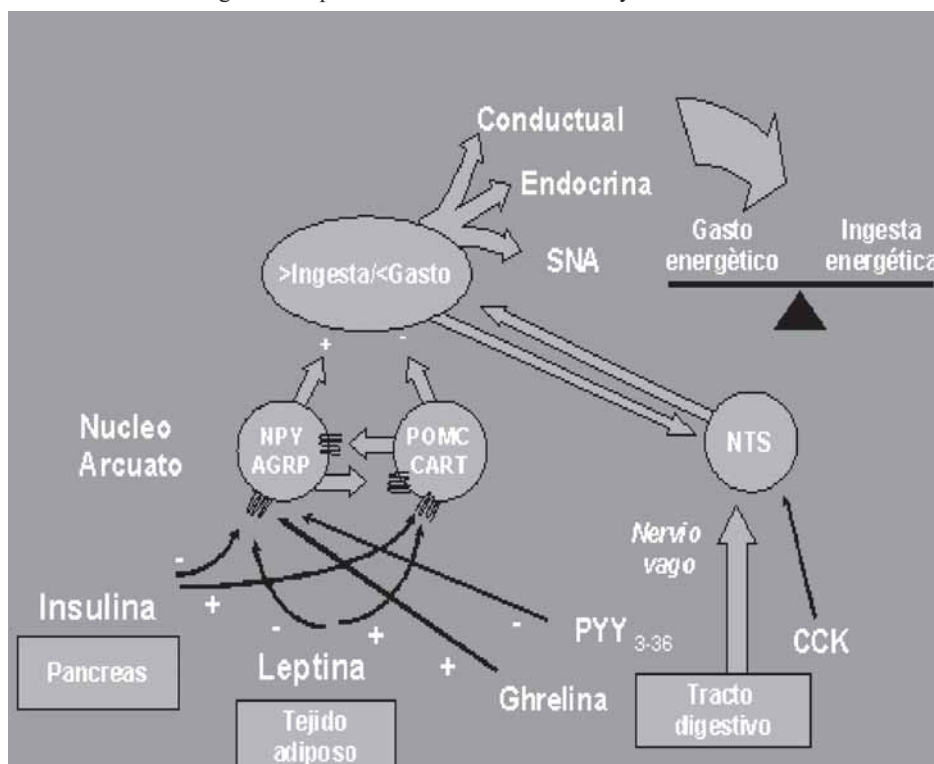 Conductual
Endocrina
SNA
Gasto
energètico
Ingesta
energética
>Ingesta/<Gasto
+
-
Nucleo
Arcuato
NPY
AGRP
POMC
CART
NTS
Nervio
vago
-
+
Insulina
Pancreas
-
+
Leptina
Tejido
adiposo
-
PYY 3-36
+
Ghrelina
CCK
Tracto
digestivo